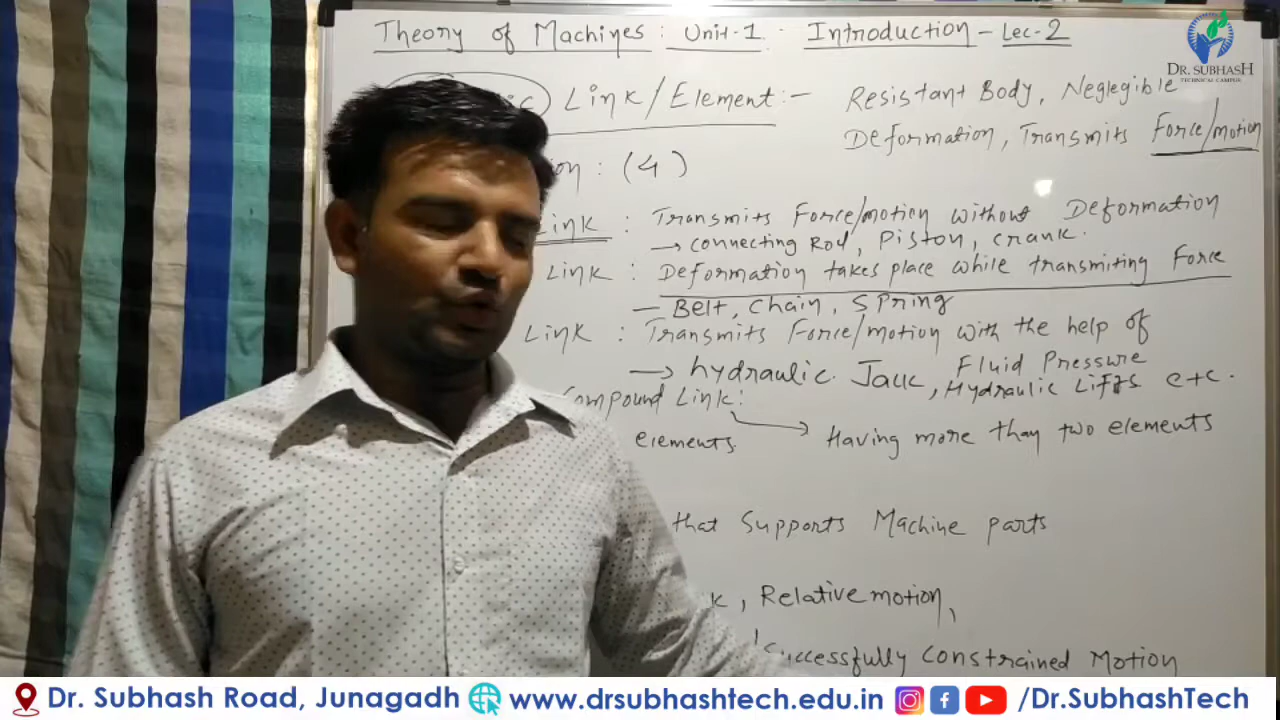 Theory of Machines : Unit-1 . Introduction - Lec-2
DR. SUBHASH
TECHNICAL CAMPUS
Link/Element :- Resistant Body, Neglegible
Deformation, Transmits Force/motion
: (4)
Link : Transmits Force/motion without Deformation
→ connecting Rod, Piston, crank.
Link : Deformation takes place while transmiting Force
- Belt, chain, Spring
Link : Transmits Force/motion with the help of
Fluid Pressure
→ hydraulic Jack, Hydraulic Lifts etc.
Compound Link :
elements → Having more than two elements
that Supports Machine parts
, Relative motion,
Successfully constrained Motion
Dr. Subhash Road, Junagadh www.drsubhashtech.edu.in /Dr.SubhashTech